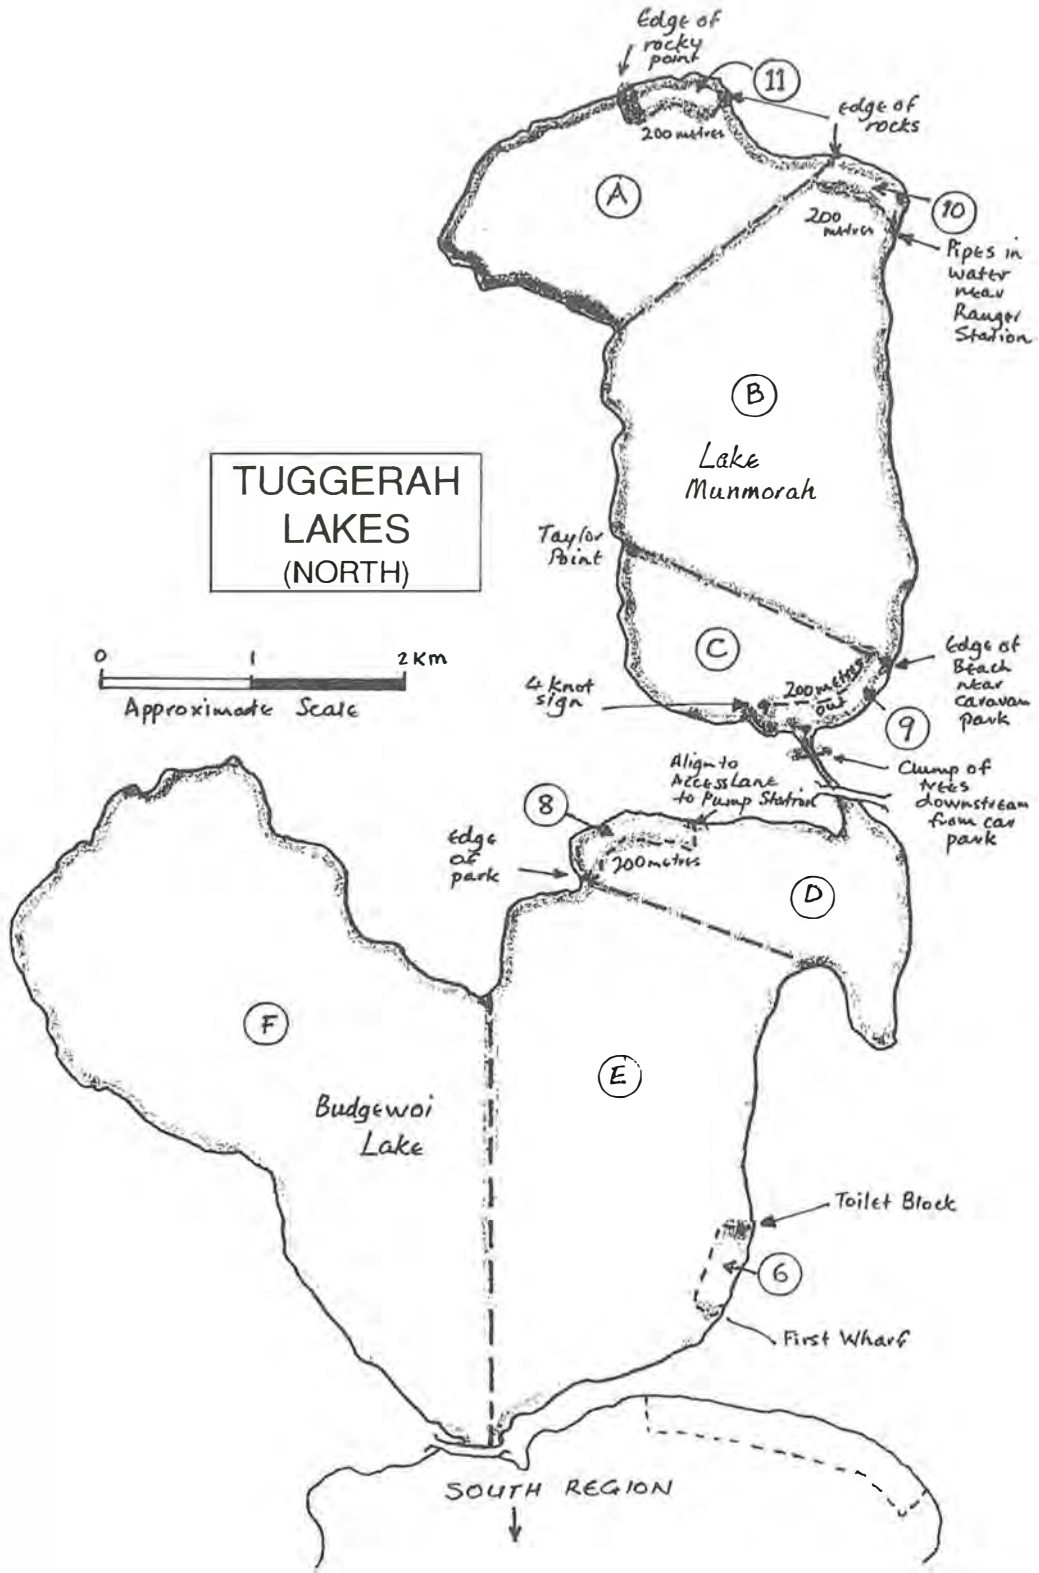 Edge of
rocky
point
11
Edge of
rocks
200 metres
A
10
200
metres
Pipes in
water
near
Ranger
Station
B
Lake
Munmorah
TUGGERAH
LAKES
(NORTH)
Taylor
Point
C
0 1 2 Km
Approximate Scale
4 knot
sign
200 metres
out
Edge of
Beach
near
caravan
park
9
Align to
Access Lane
to Pump Station
Clump of
trees
downstream
from car
park
8
Edge
of
park
200 metres
D
F
E
Budgewoi
Lake
Toilet Block
6
First Wharf
SOUTH REGION